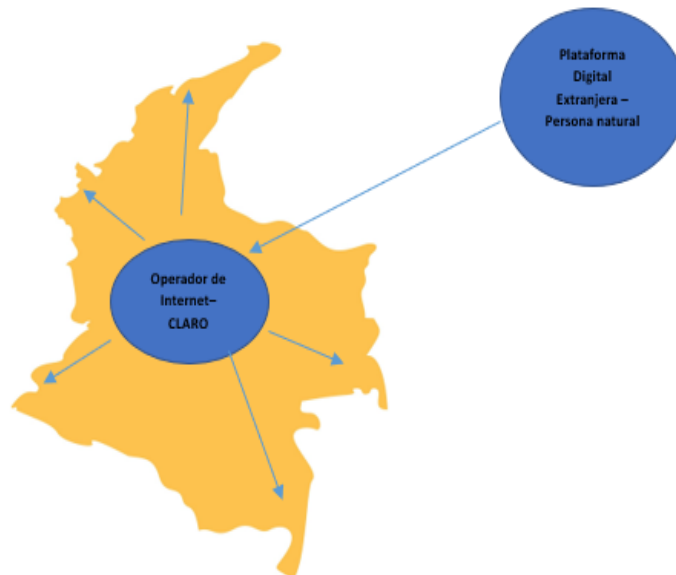 Plataforma
Digital
Extranjera –
Persona natural
Operador de
Internet–
CLARO